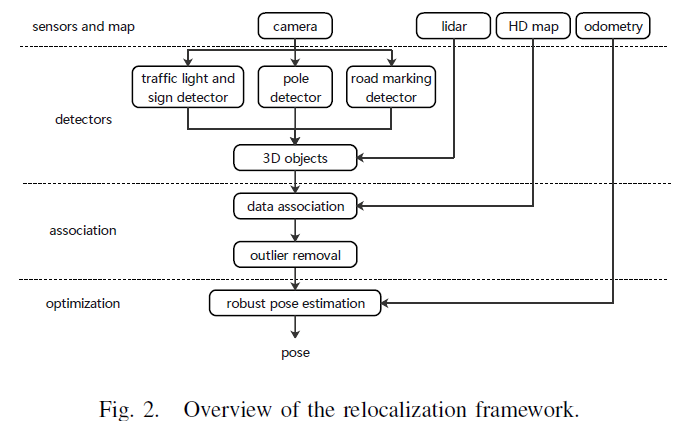 sensors and map
camera
lidar
HD map
odometry
traffic light and
sign detector
pole
detector
road marking
detector
detectors
3D objects
data association
association
outlier removal
optimization
robust pose estimation
pose
Fig. 2. Overview of the relocalization framework.